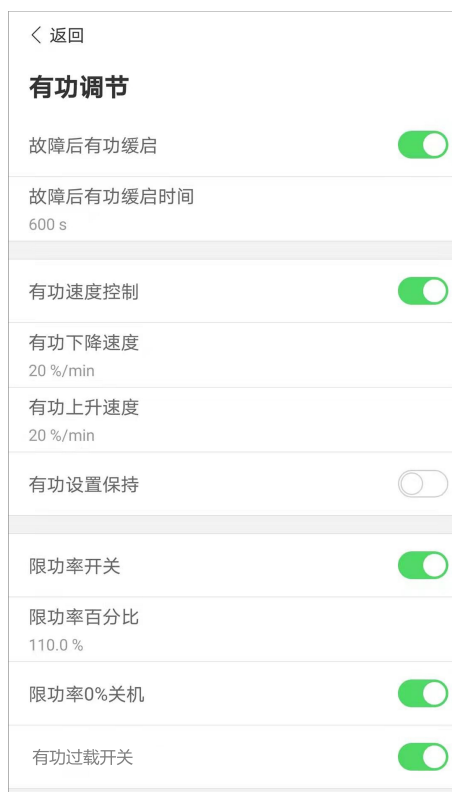 返回
有功调节
故障后有功缓启
故障后有功缓启时间
600 s
有功速度控制
有功下降速度
20 %/min
有功上升速度
20 %/min
有功设置保持
限功率开关
限功率百分比
110.0 %
限功率0%关机
有功过载开关